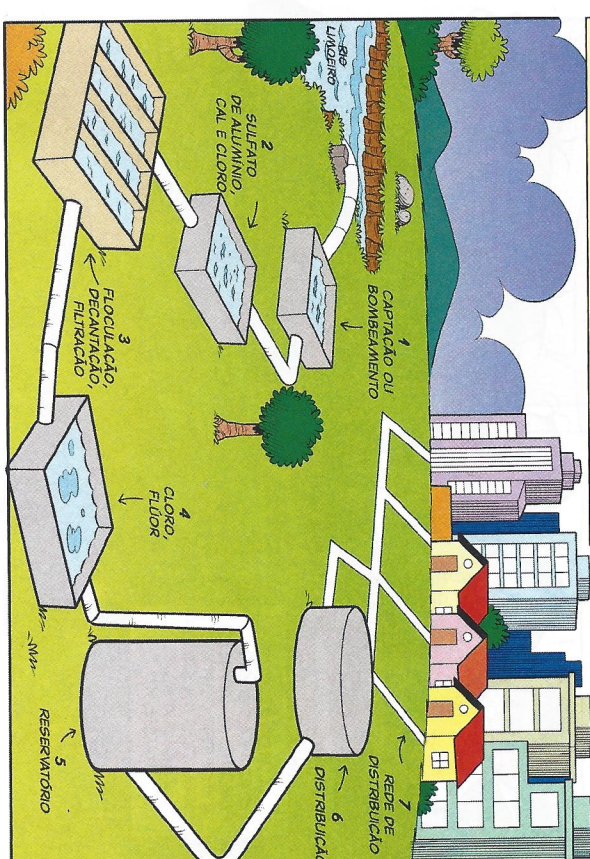 RIO
LIMOEIRO
1
CAPTAÇÃO OU
BOMBEAMENTO
2
SULFATO
DE ALUMÍNIO,
CAL E CLORO
3
FLOCULAÇÃO,
DECANTAÇÃO,
FILTRAÇÃO
4
CLORO,
FLÚOR
5
RESERVATÓRIO
6
DISTRIBUIÇÃO
7
REDE DE
DISTRIBUIÇÃO